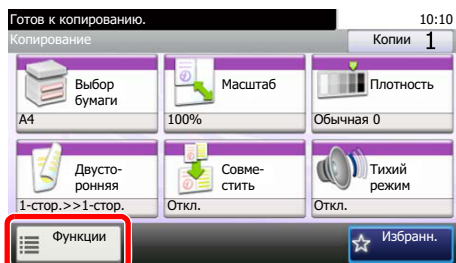 Готов к копированию. 10:10
Копирование Копии 1
Выбор бумаги
A4
Масштаб
100%
Плотность
Обычная 0
Двусто-
ронняя
1-стор.>>1-стор.
Совме-
стить
Откл.
Тихий
режим
Откл.
Функции
Избранн.